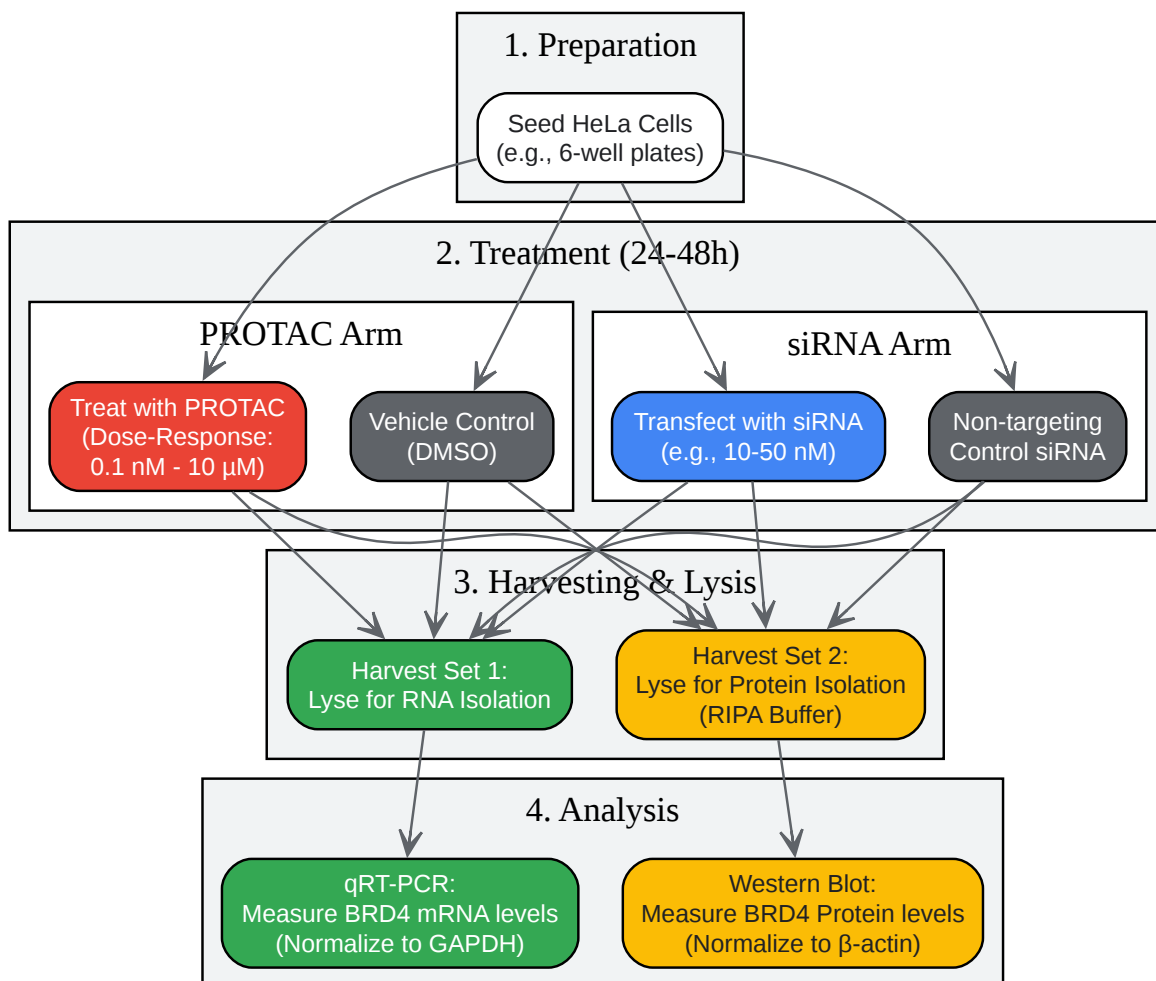 1. Preparation
Seed HeLa Cells
(e.g., 6-well plates)
2. Treatment (24-48h)
PROTAC Arm
Treat with PROTAC
(Dose-Response:
0.1 nM - 10 µM)
Vehicle Control
(DMSO)
siRNA Arm
Transfect with siRNA
(e.g., 10-50 nM)
Non-targeting
Control siRNA
3. Harvesting & Lysis
Harvest Set 1:
Lyse for RNA Isolation
Harvest Set 2:
Lyse for Protein Isolation
(RIPA Buffer)
4. Analysis
qRT-PCR:
Measure BRD4 mRNA levels
(Normalize to GAPDH)
Western Blot:
Measure BRD4 Protein levels
(Normalize to β-actin)